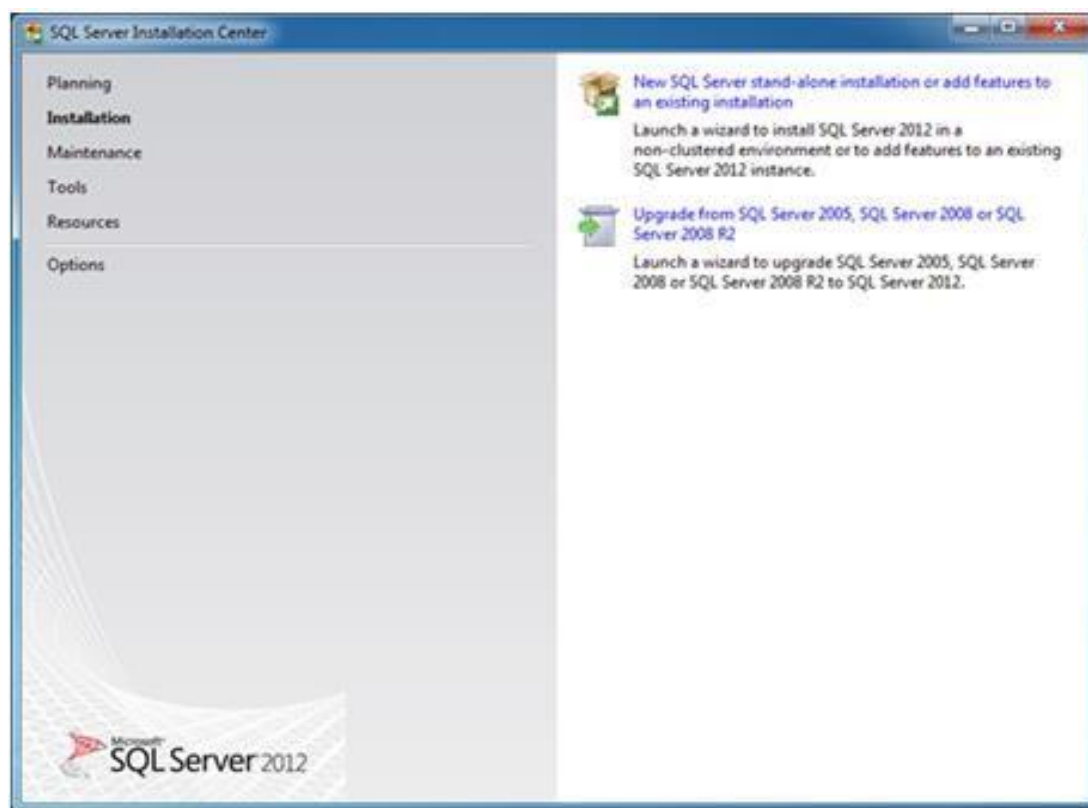 SQL Server Installation Center
Planning
Installation
Maintenance
Tools
Resources
Options
New SQL Server stand-alone installation or add features to
an existing installation
Launch a wizard to install SQL Server 2012 in a
non-clustered environment or to add features to an existing
SQL Server 2012 instance.
Upgrade from SQL Server 2005, SQL Server 2008 or SQL
Server 2008 R2
Launch a wizard to upgrade SQL Server 2005, SQL Server
2008 or SQL Server 2008 R2 to SQL Server 2012.
Microsoft
SQL Server 2012